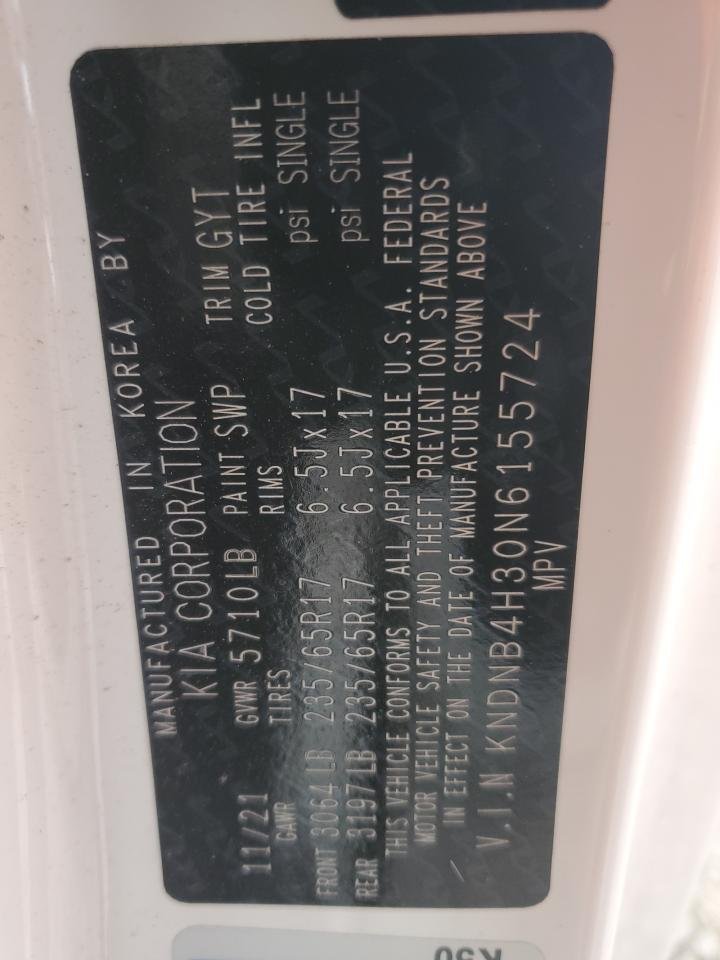 MANUFACTURED IN KOREA BY
KIA CORPORATION
11/21 GVWR 5710LB PAINT SWP TRIM GYT
GAWR TIRES RIMS COLD TIRE INFL
FRONT 3064LB 235/65R17 6.5Jx17 psi SINGLE
REAR 3197LB 235/65R17 6.5Jx17 psi SINGLE
THIS VEHICLE CONFORMS TO ALL APPLICABLE U.S.A. FEDERAL
MOTOR VEHICLE SAFETY AND THEFT PREVENTION STANDARDS
IN EFFECT ON THE DATE OF MANUFACTURE SHOWN ABOVE
V.I.N KNDNB4H30N6155724
MPV